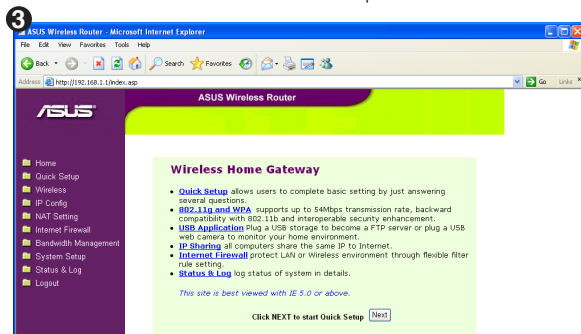 3
ASUS Wireless Router - Microsoft Internet Explorer
File Edit View Favorites Tools Help
Back Search Favorites
Address http://192.168.1.1/index.asp Go Links »
ASUS Wireless Router
ASUS
Home
Quick Setup
Wireless
IP Config
NAT Setting
Internet Firewall
Bandwidth Management
System Setup
Status & Log
Logout
Wireless Home Gateway
• Quick Setup allows users to complete basic setting by just answering
several questions.
• 802.11g and WPA supports up to 54Mbps transmission rate, backward
compatibility with 802.11b and interoperable security enhancement.
• USB Application Plug a USB storage to become a FTP server or plug a USB
web camera to monitor your home environment.
• IP Sharing all computers share the same IP to Internet.
• Internet Firewall protect LAN or Wireless environment through flexible filter
rule setting.
• Status & Log log status of system in details.
This site is best viewed with IE 5.0 or above.
Click NEXT to start Quick Setup Next